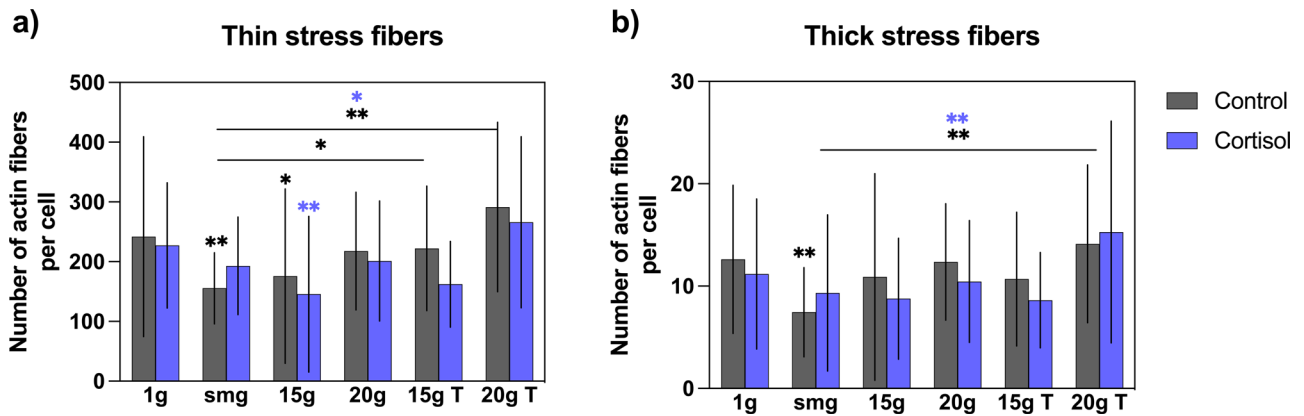 a)
Thin stress fibers
Number of actin fibers
per cell
500
400
300
200
100
0
*
**
*
*
**
**
1g
smg
15g
20g
15g T
20g T
b)
Thick stress fibers
Number of actin fibers
per cell
30
20
10
0
**
**
**
1g
smg
15g
20g
15g T
20g T
Control
Cortisol